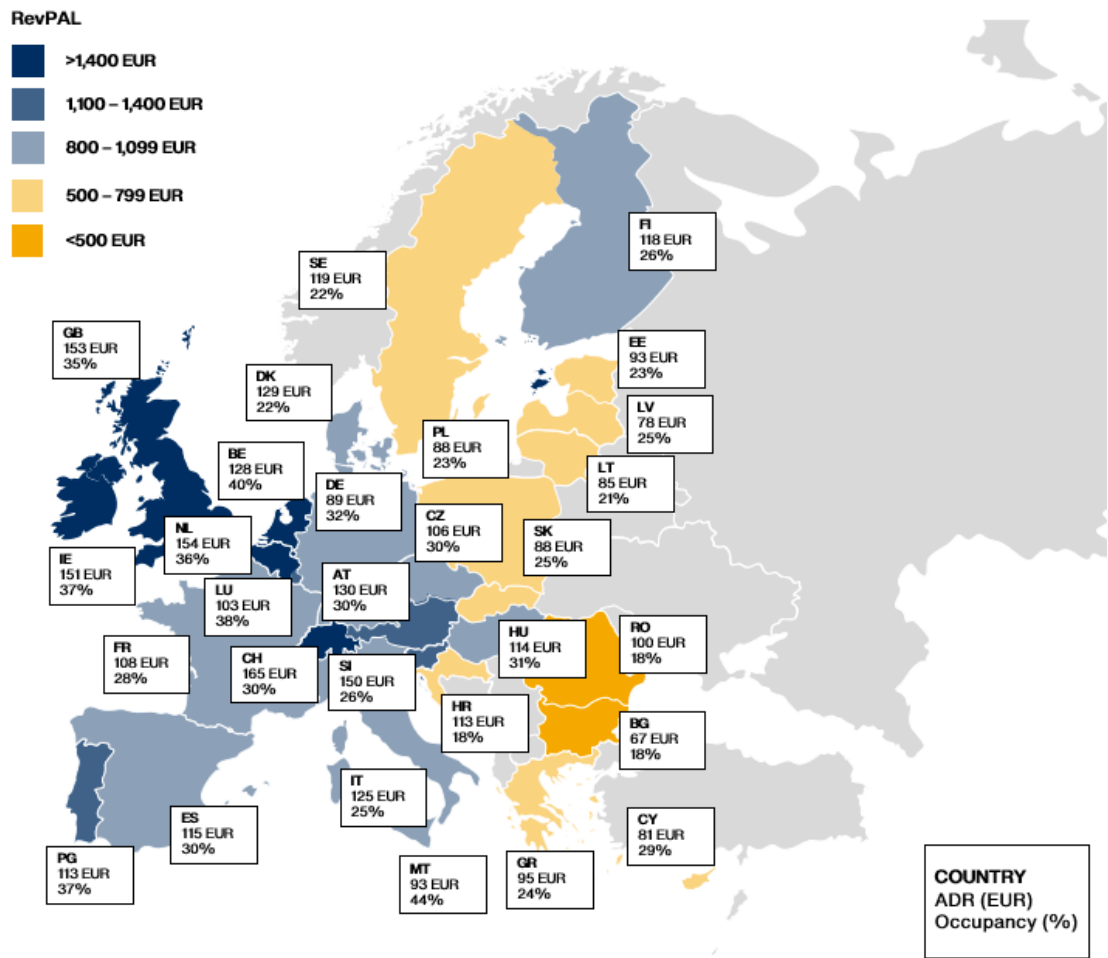 RevPAL
>1,400 EUR
1,100 – 1,400 EUR
800 – 1,099 EUR
500 – 799 EUR
<500 EUR
FI
118 EUR
26%
SE
119 EUR
22%
GB
153 EUR
35%
EE
93 EUR
23%
DK
129 EUR
22%
LV
78 EUR
25%
PL
88 EUR
23%
BE
128 EUR
40%
LT
85 EUR
21%
DE
89 EUR
32%
CZ
106 EUR
30%
NL
154 EUR
36%
SK
88 EUR
25%
IE
151 EUR
37%
AT
130 EUR
30%
LU
103 EUR
38%
HU
114 EUR
31%
RO
100 EUR
18%
FR
108 EUR
28%
CH
165 EUR
30%
SI
150 EUR
26%
HR
113 EUR
18%
BG
67 EUR
18%
IT
125 EUR
25%
ES
115 EUR
30%
CY
81 EUR
29%
PG
113 EUR
37%
MT
93 EUR
44%
GR
95 EUR
24%
COUNTRY
ADR (EUR)
Occupancy (%)